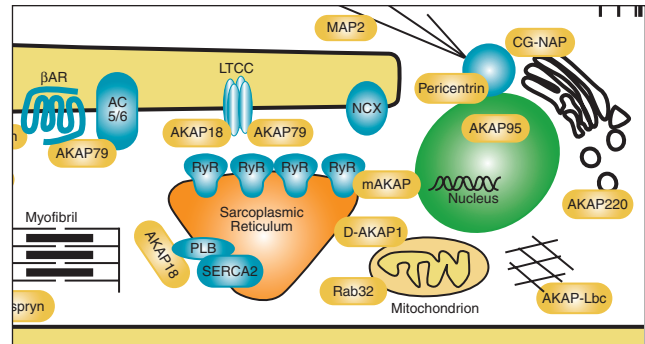 MAP2
CG-NAP
βAR
LTCC
AC
5/6
NCX
Pericentrin
AKAP18
AKAP79
AKAP95
n
AKAP79
RyR
RyR
RyR
RyR
mAKAP
Nucleus
AKAP220
Sarcoplasmic
Reticulum
Myofibril
D-AKAP1
AKAP18
PLB
SERCA2
Rab32
Mitochondrion
AKAP-Lbc
spryn